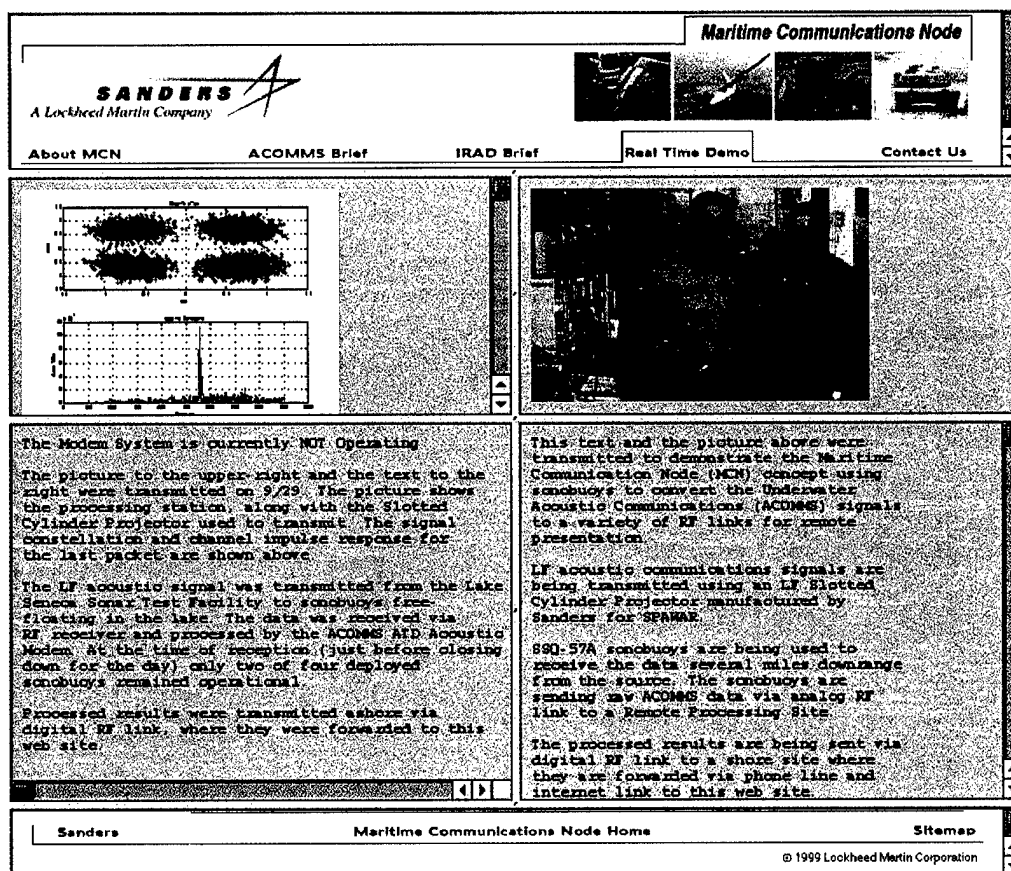 Maritime Communications Node
SANDERS
A Lockheed Martin Company
About MCN
ACOMMS Brief
IRAD Brief
Real Time Demo
Contact Us
The Modem System is currently NOT Operating
The picture to the upper right and the text to the
right were transmitted on 9/29. The picture shows
the processing station, along with the Slotted
Cylinder Projector used to transmit. The signal
constellation and channel impulse response for
the last packet are shown above.
The LF acoustic signal was transmitted from the Lake
Seneca Sonar Test Facility to sonobuoys free-
floating in the lake. The data was received via
RF receiver and processed by the ACOMMS ATD Acoustic
Modem. At the time of reception (just before closing
down for the day) only two of four deployed
sonobuoys remained operational.
Processed results were transmitted ashore via
digital RF link, where they were forwarded to this
web site.
This text and the picture above were
transmitted to demonstrate the Maritime
Communication Node (MCN) concept using
sonobuoys to convert the Underwater
Acoustic Communications (ACOMMS) signals
to a variety of RF links for remote
presentation.
LF acoustic communications signals are
being transmitted using an LF Slotted
Cylinder Projector manufactured by
Sanders for SPAWAR.
SSQ-57A sonobuoys are being used to
receive the data several miles downrange
from the source. The sonobuoys are
sending raw ACOMMS data via analog RF
link to a Remote Processing Site.
The processed results are being sent via
digital RF link to a shore site where
they are forwarded via phone line and
internet link to this web site.
Sanders
Maritime Communications Node Home
Sitemap
© 1999 Lockheed Martin Corporation